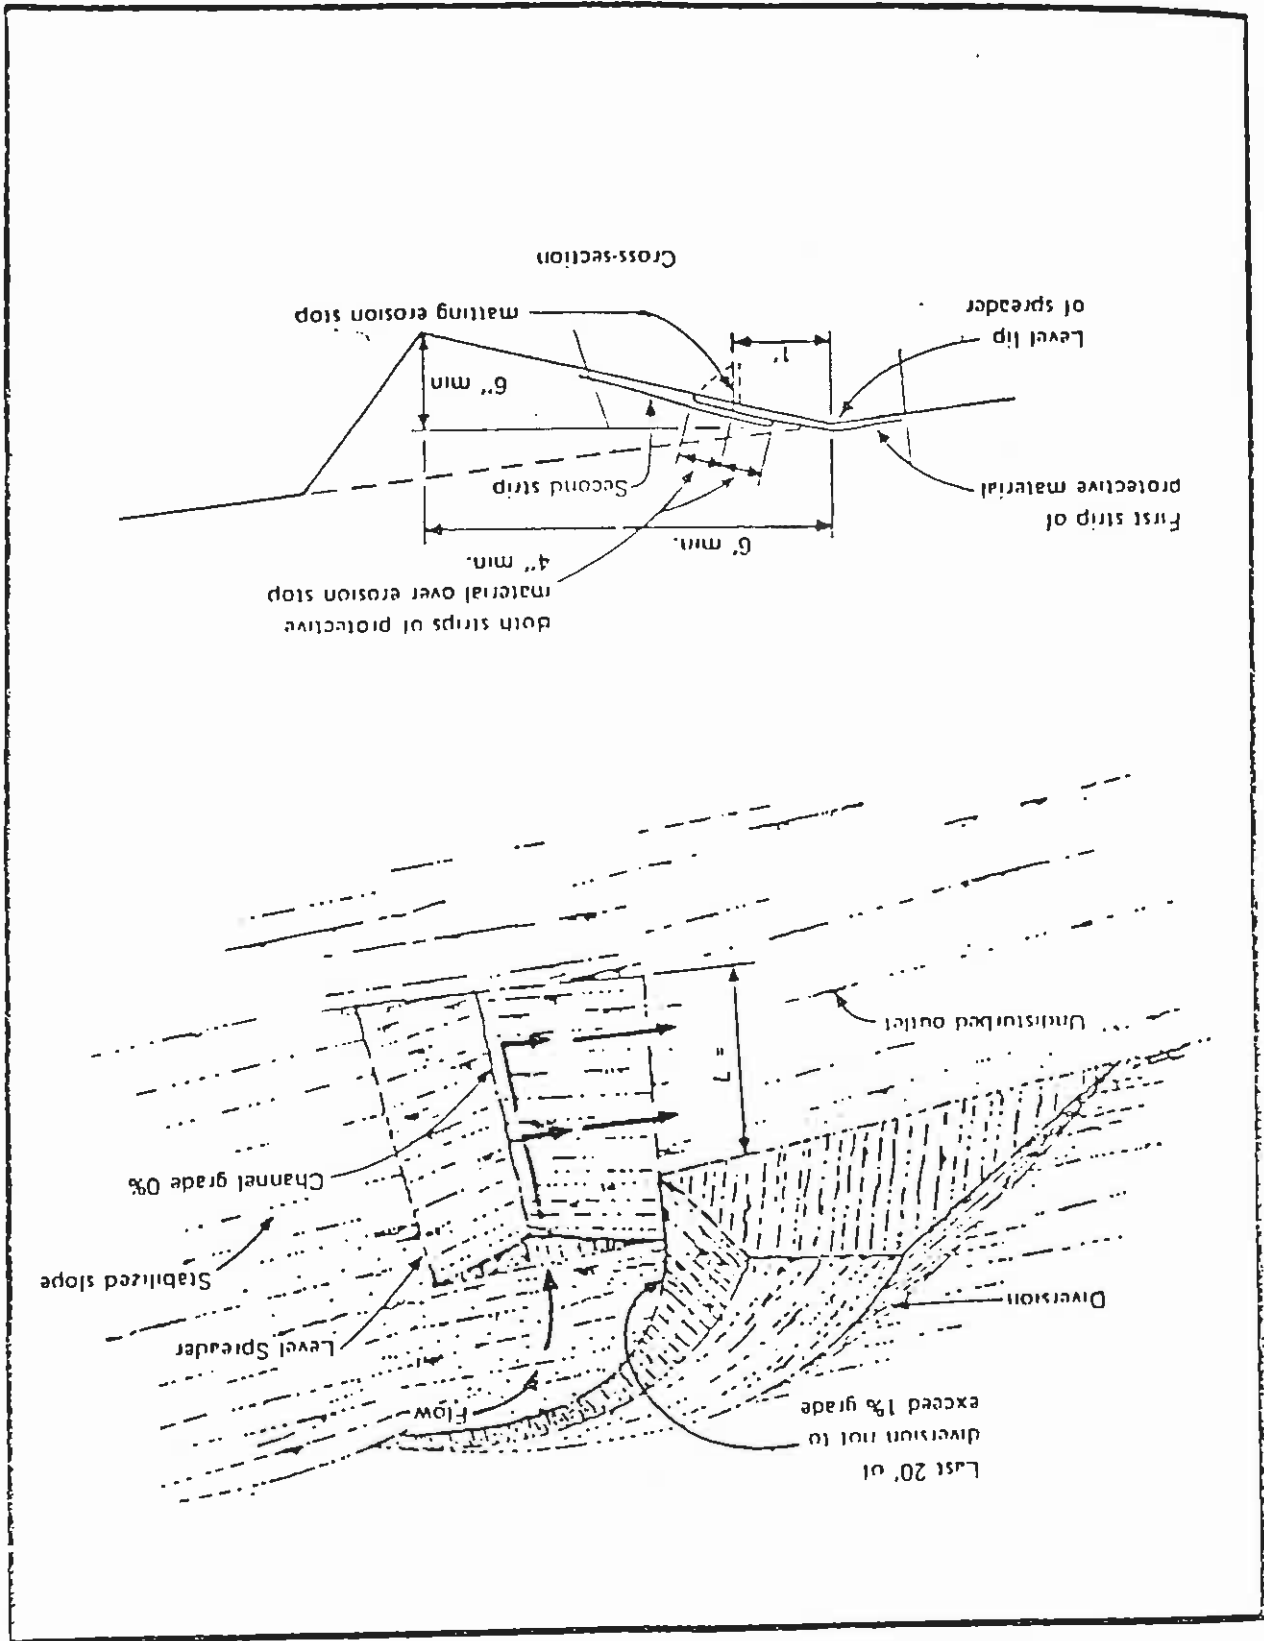 Last 20' of
diversion not to
exceed 1% grade
Flow
Level Spreader
Diversion
Stabilized slope
Channel grade 0%
L =
Undisturbed outlet
Both strips of protective
material over erosion stop
4" min.
6' min.
First strip of
protective material
Second strip
6" min
1'
Level lip
of spreader
matting erosion stop
Cross-section